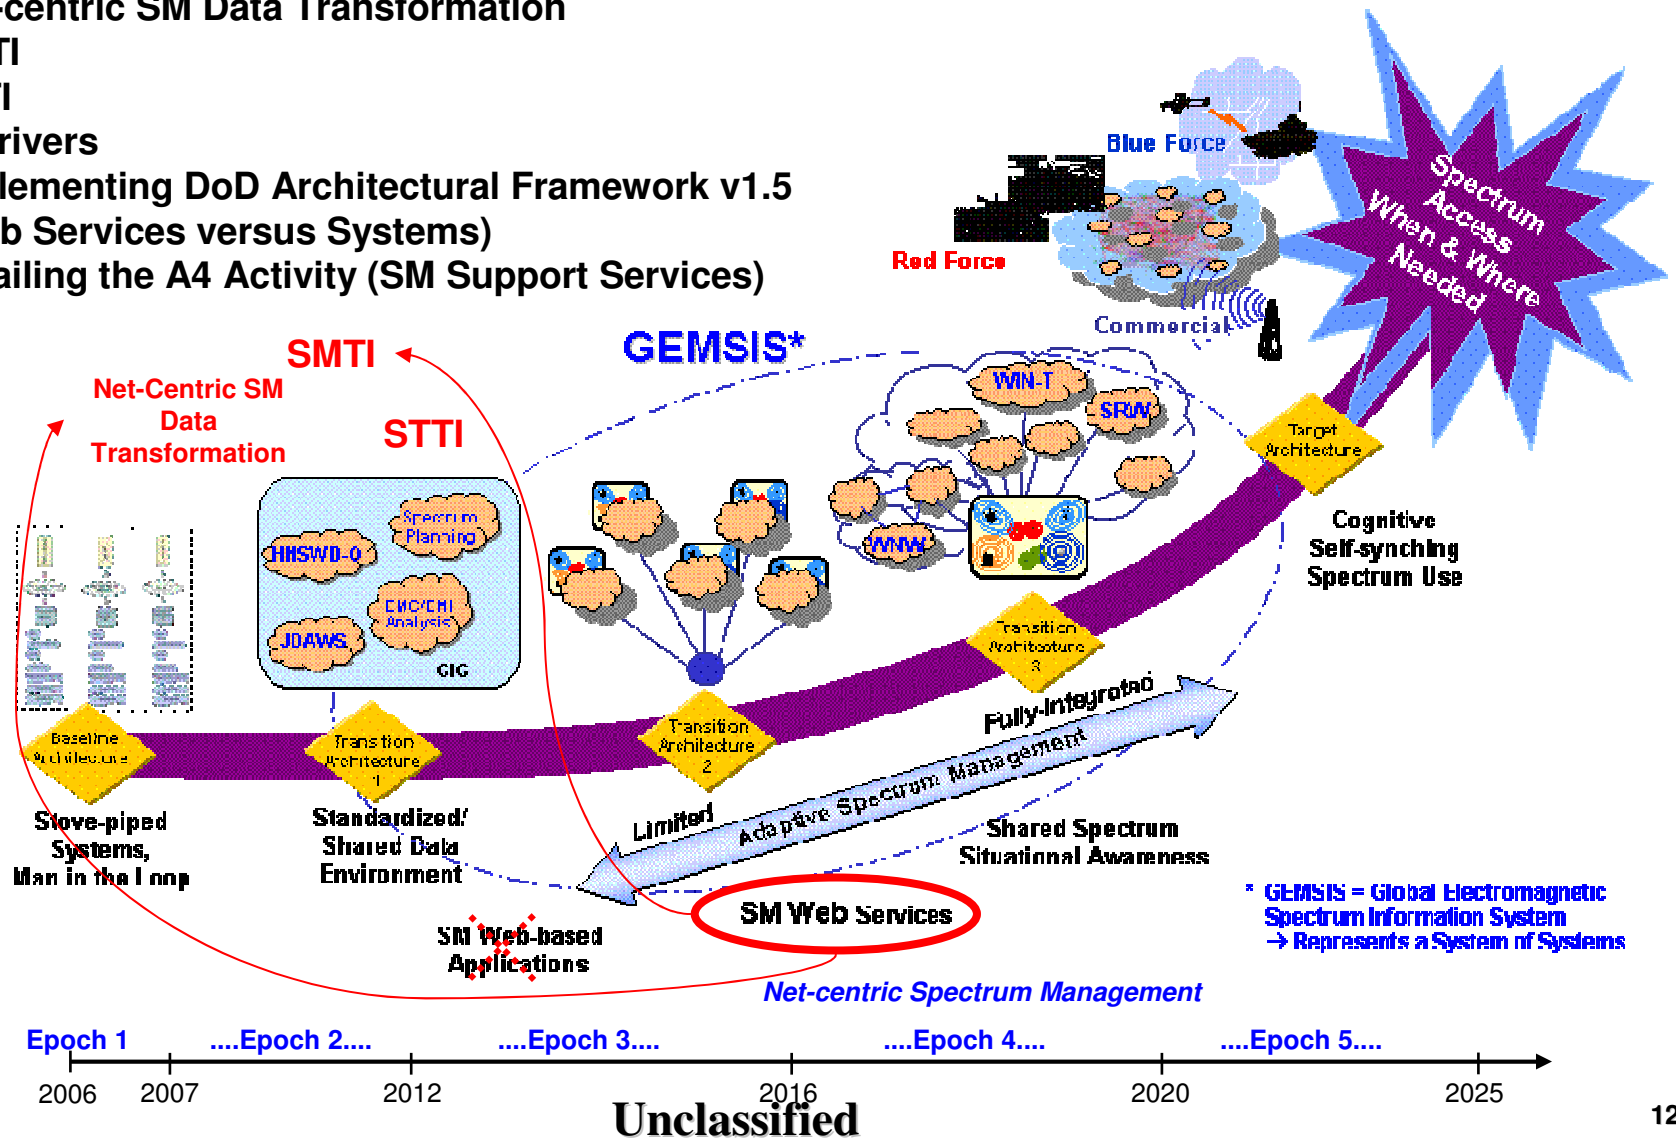 -centric SM Data Transformation
TI
TI
rivers
lementing DoD Architectural Framework v1.5
b Services versus Systems)
ailing the A4 Activity (SM Support Services)
Blue Force
Red Force
Commercial
Spectrum
Access
When & Where
Needed
SMTI
GEMSIS*
Net-Centric SM
Data
Transformation
STTI
WIN-T
SRW
WNW
Spectrum
Planning
HHSWD-O
EMC/EMI
Analysis
JDAWS
GIG
Target
Architecture
Cognitive
Self-synching
Spectrum Use
Transition
Architecture
3
Transition
Architecture
2
Transition
Architecture
1
Baseline
Architecture
Fully-Integrated
Adaptive Spectrum Management
Limited
Stove-piped
Systems,
Man in the Loop
Standardized/
Shared Data
Environment
Shared Spectrum
Situational Awareness
SM Web Services
SM Web-based
Applications
* GEMSIS = Global Electromagnetic
Spectrum Information System
→ Represents a System of Systems
Net-centric Spectrum Management
Epoch 1 ....Epoch 2.... ....Epoch 3.... ....Epoch 4.... ....Epoch 5....
2006 2007 2012 2016 2020 2025
Unclassified
12